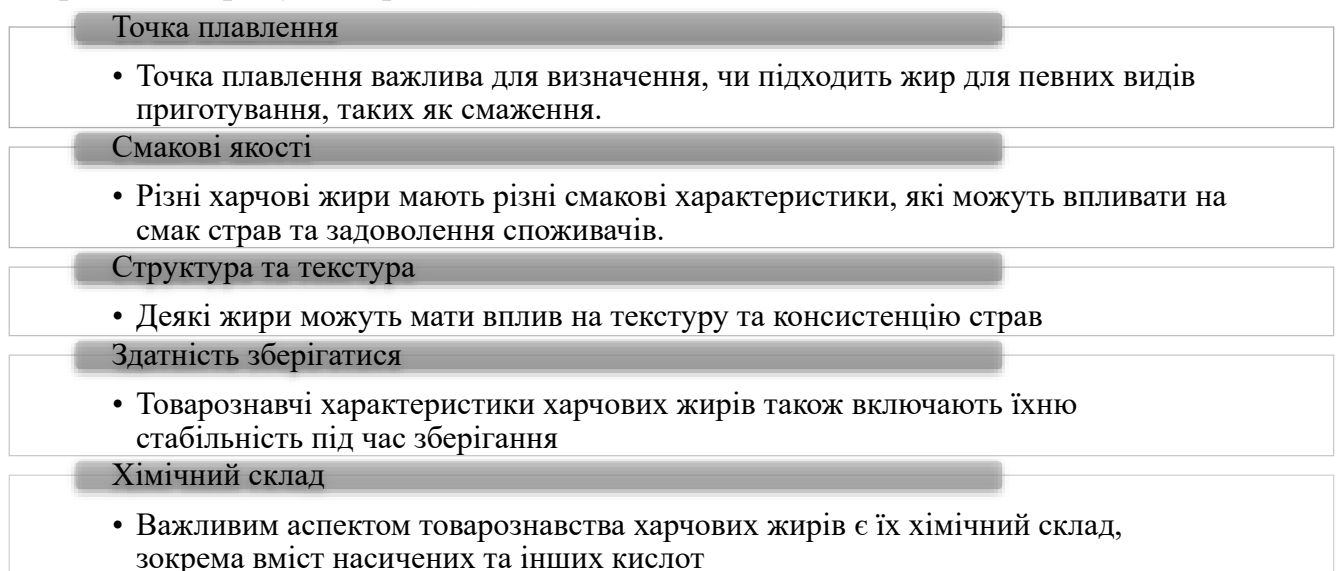 Точка плавлення
• Точка плавлення важлива для визначення, чи підходить жир для певних видів
приготування, таких як смаження.
Смакові якості
• Різні харчові жири мають різні смакові характеристики, які можуть впливати на
смак страв та задоволення споживачів.
Структура та текстура
• Деякі жири можуть мати вплив на текстуру та консистенцію страв
Здатність зберігатися
• Товарознавчі характеристики харчових жирів також включають їхню
стабільність під час зберігання
Хімічний склад
• Важливим аспектом товарознавства харчових жирів є їх хімічний склад,
зокрема вміст насичених та інших кислот